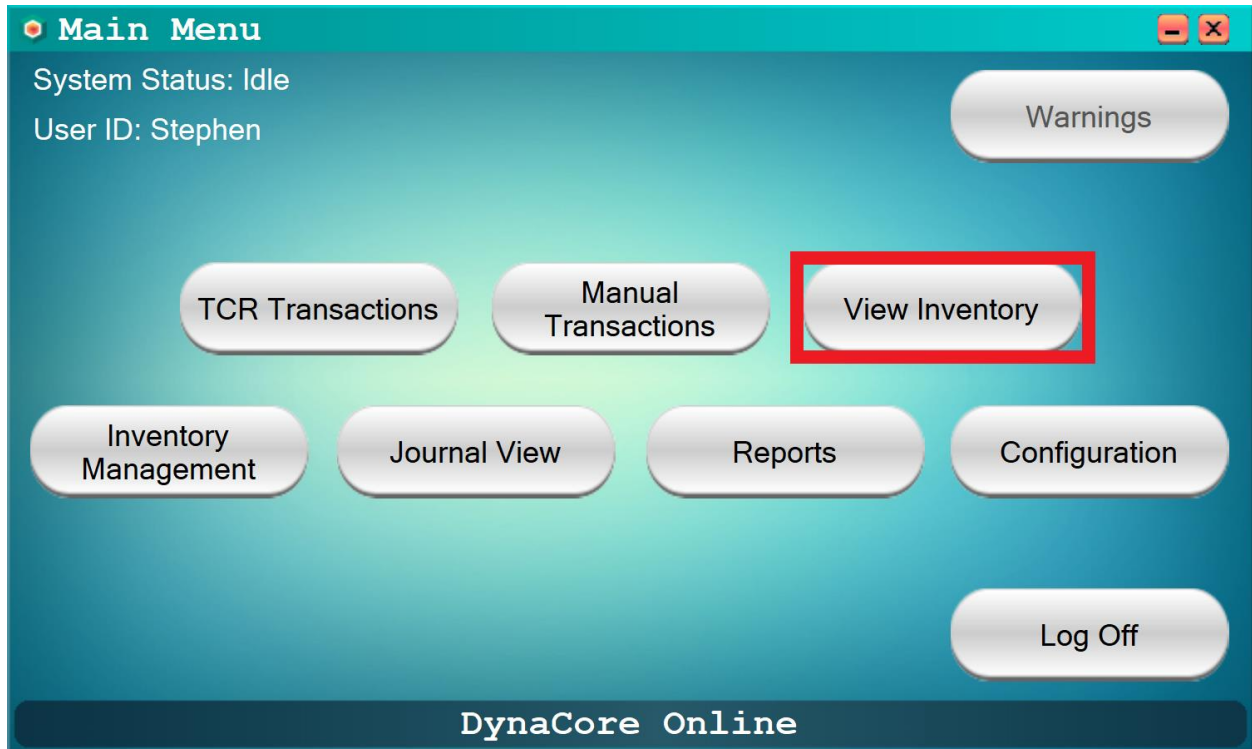 Main Menu
System Status: Idle
User ID: Stephen
Warnings
TCR Transactions
Manual
Transactions
View Inventory
Inventory
Management
Journal View
Reports
Configuration
Log Off
DynaCore Online